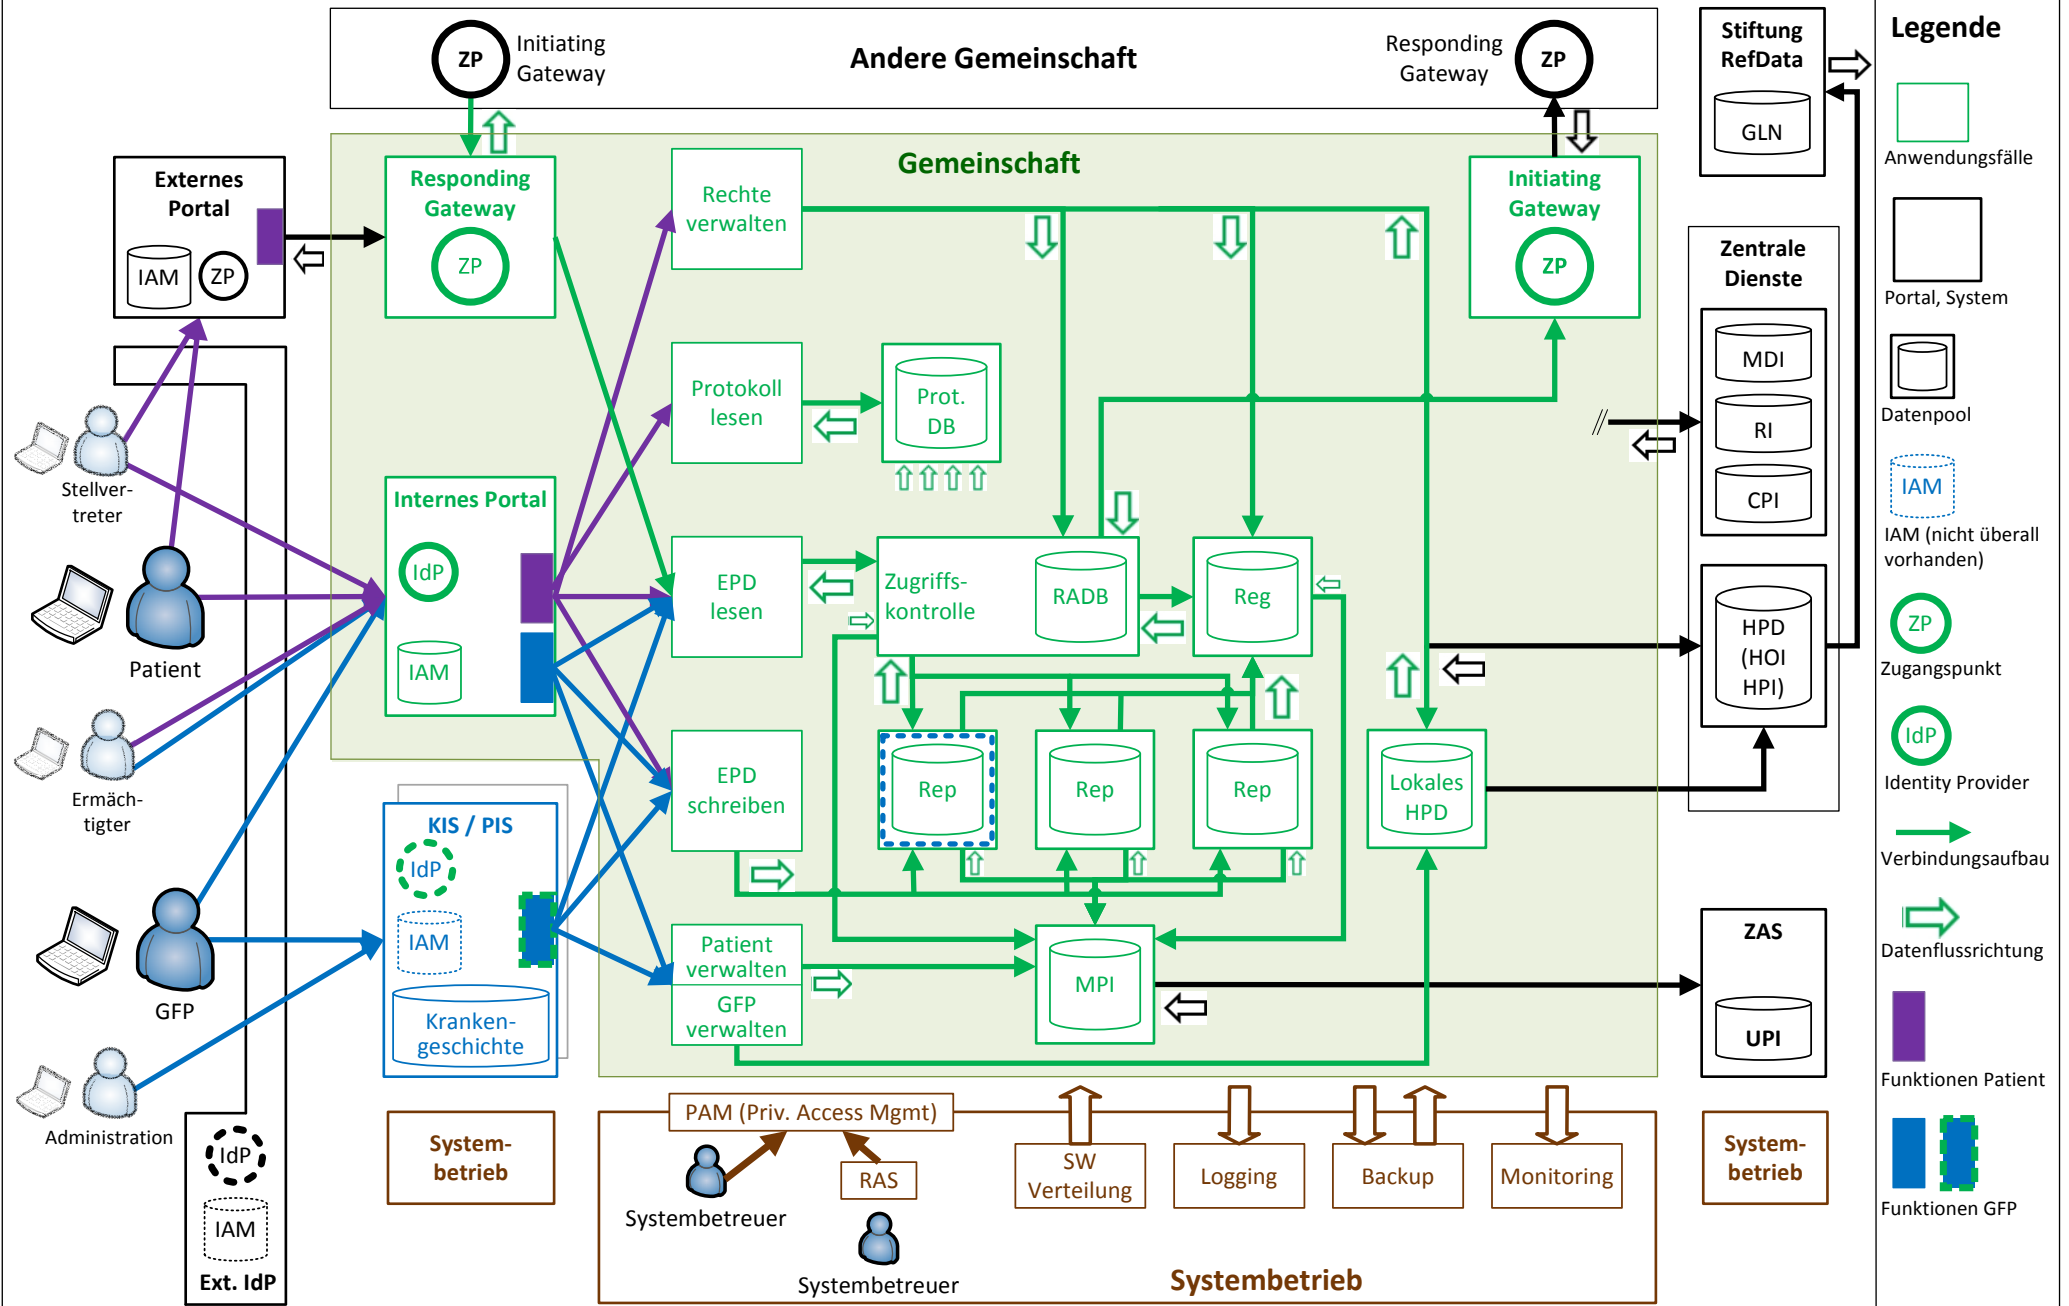 ZP
Initiating
Gateway
Andere Gemeinschaft
Responding
Gateway
ZP
Stiftung
RefData
GLN
Legende
Anwendungsfälle
Portal, System
Datenpool
IAM
IAM (nicht überall
vorhanden)
ZP
Zugangspunkt
IdP
Identity Provider
Verbindungsaufbau
Datenflussrichtung
Funktionen Patient
Funktionen GFP
Externes
Portal
IAM
ZP
Gemeinschaft
Responding
Gateway
ZP
Rechte
verwalten
Initiating
Gateway
ZP
Zentrale
Dienste
MDI
RI
CPI
HPD
(HOI
HPI)
Protokoll
lesen
Prot.
DB
Stellver-
treter
Internes Portal
IdP
IAM
EPD
lesen
Zugriffs-
kontrolle
RADB
Reg
Patient
Ermäch-
tigter
EPD
schreiben
Rep
Rep
Rep
Lokales
HPD
KIS / PIS
IdP
IAM
Kranken-
geschichte
GFP
Patient
verwalten
GFP
verwalten
MPI
ZAS
UPI
Administration
IdP
IAM
Ext. IdP
System-
betrieb
PAM (Priv. Access Mgmt)
RAS
Systembetreuer
Systembetreuer
SW
Verteilung
Logging
Backup
Monitoring
Systembetrieb
System-
betrieb